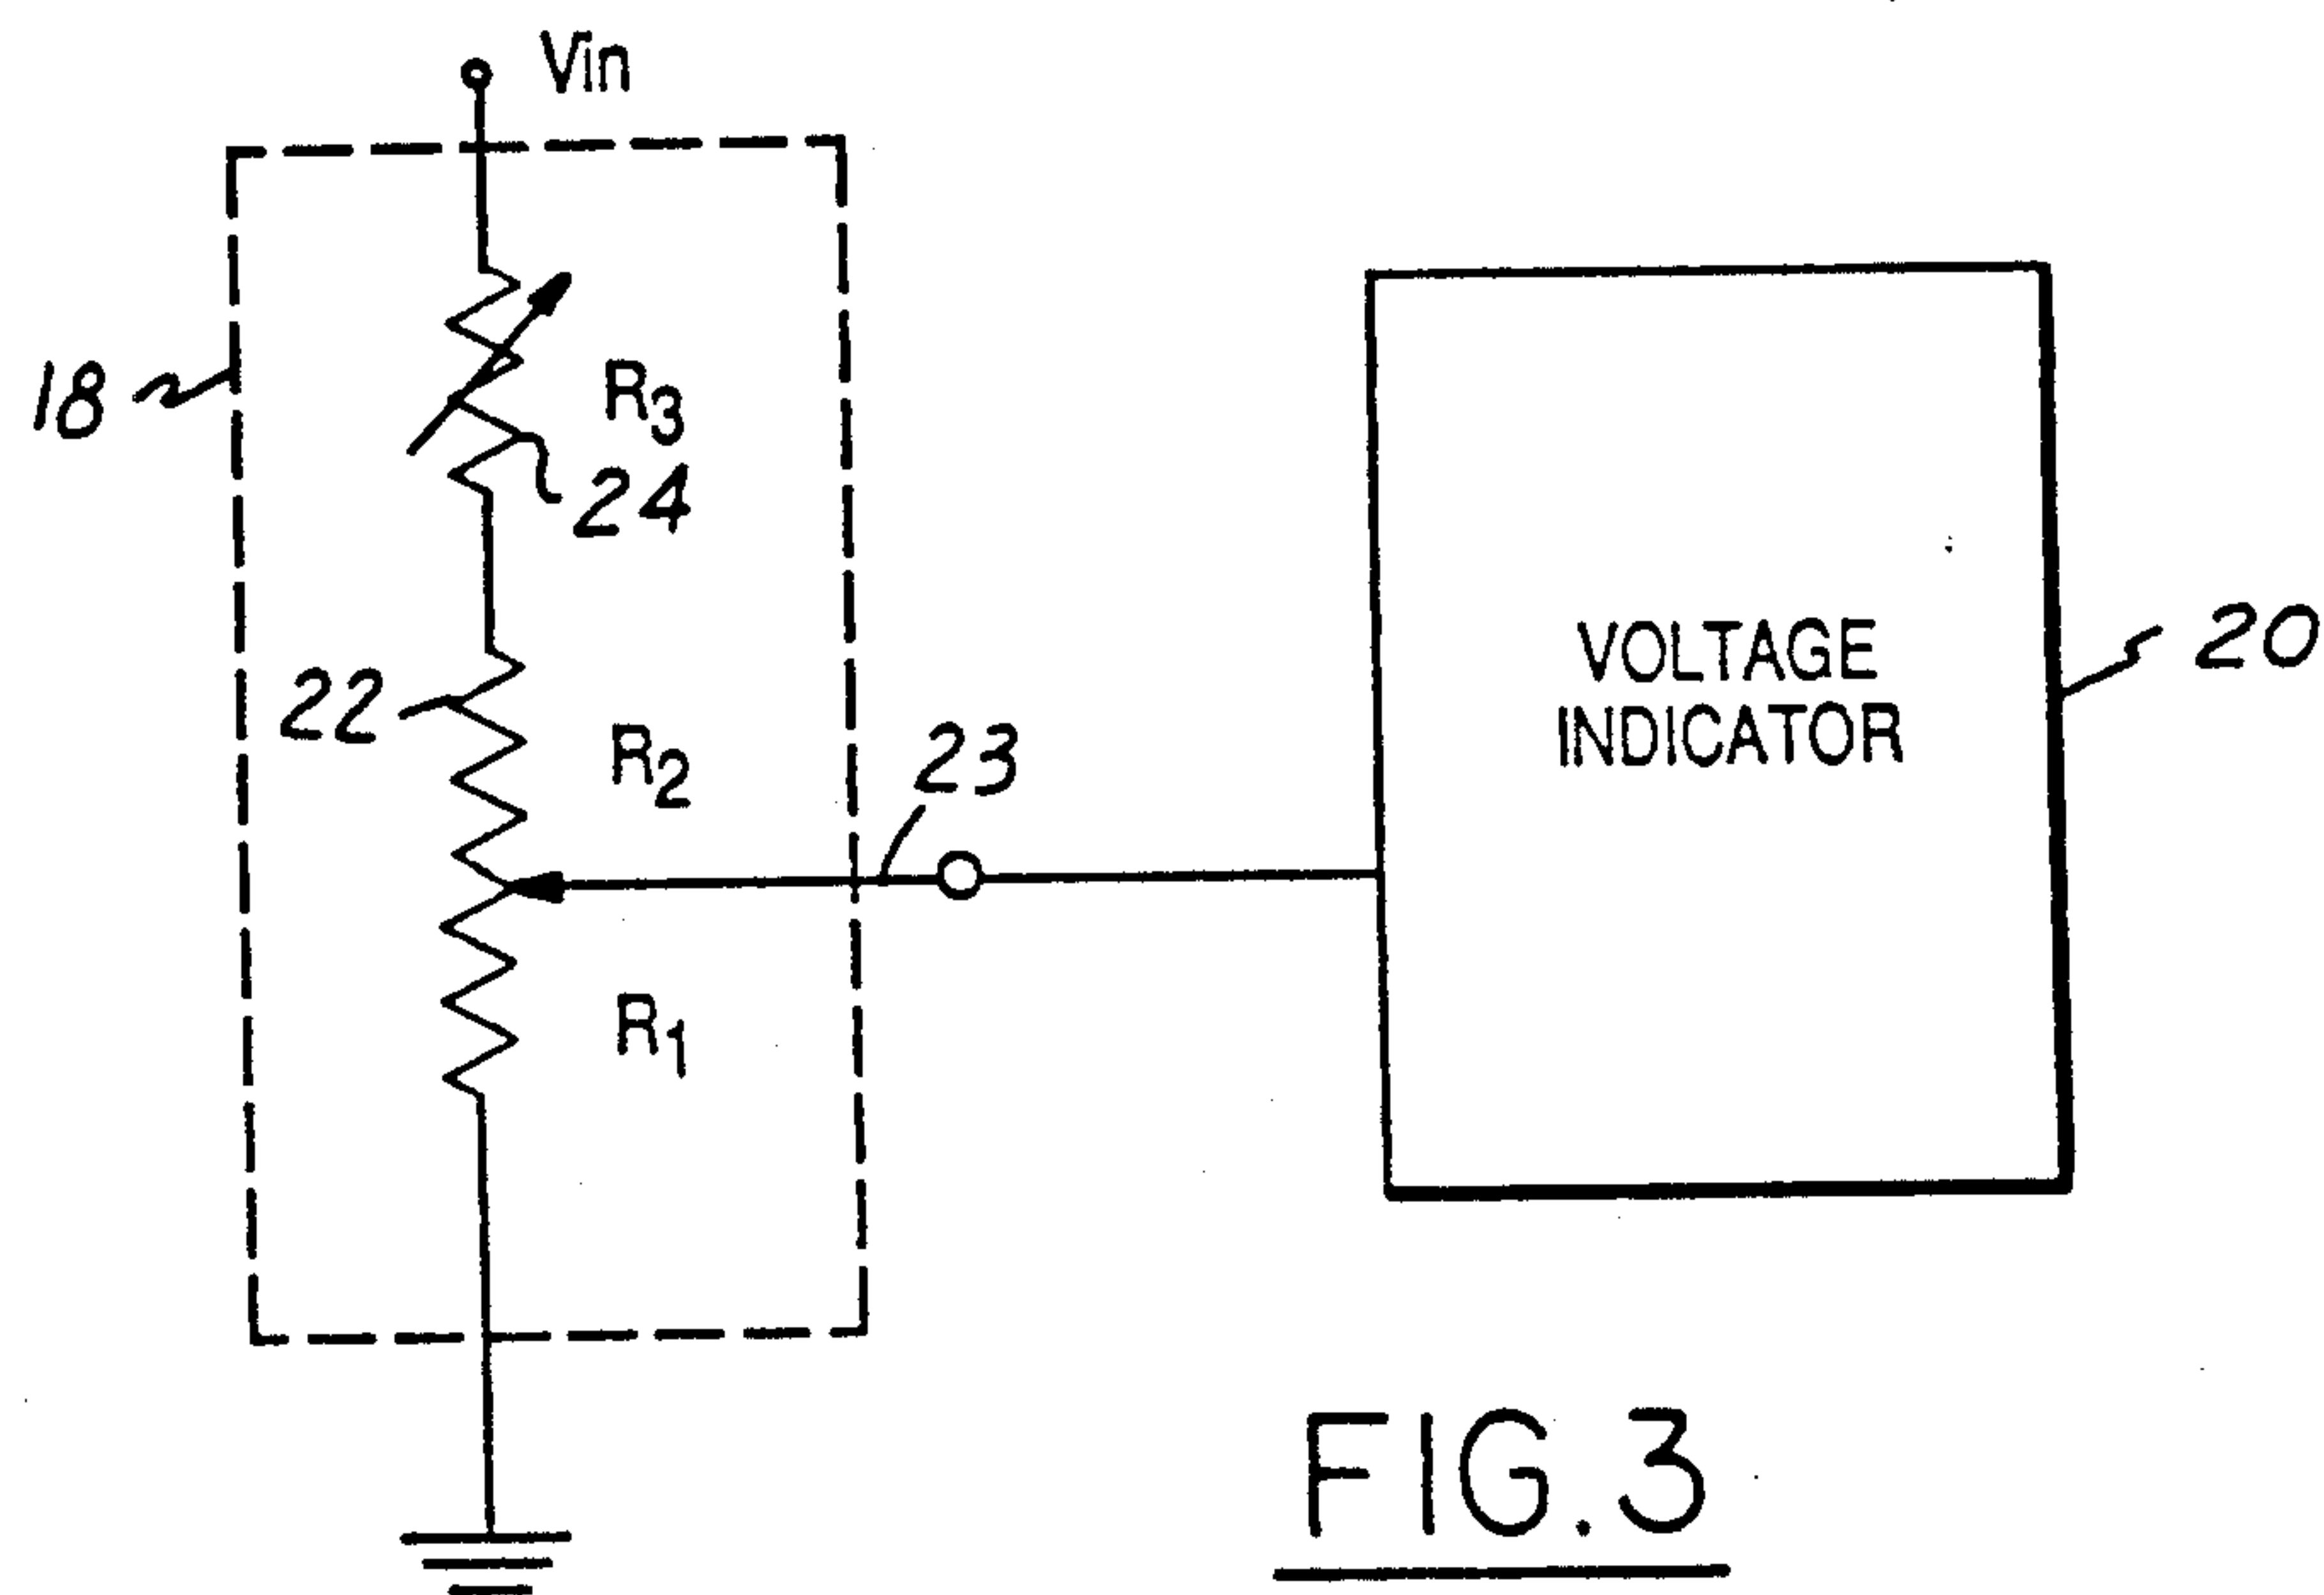 Vin
18
R3
24
22
R2
23
R1
VOLTAGE
INDICATOR
20
FIG.3